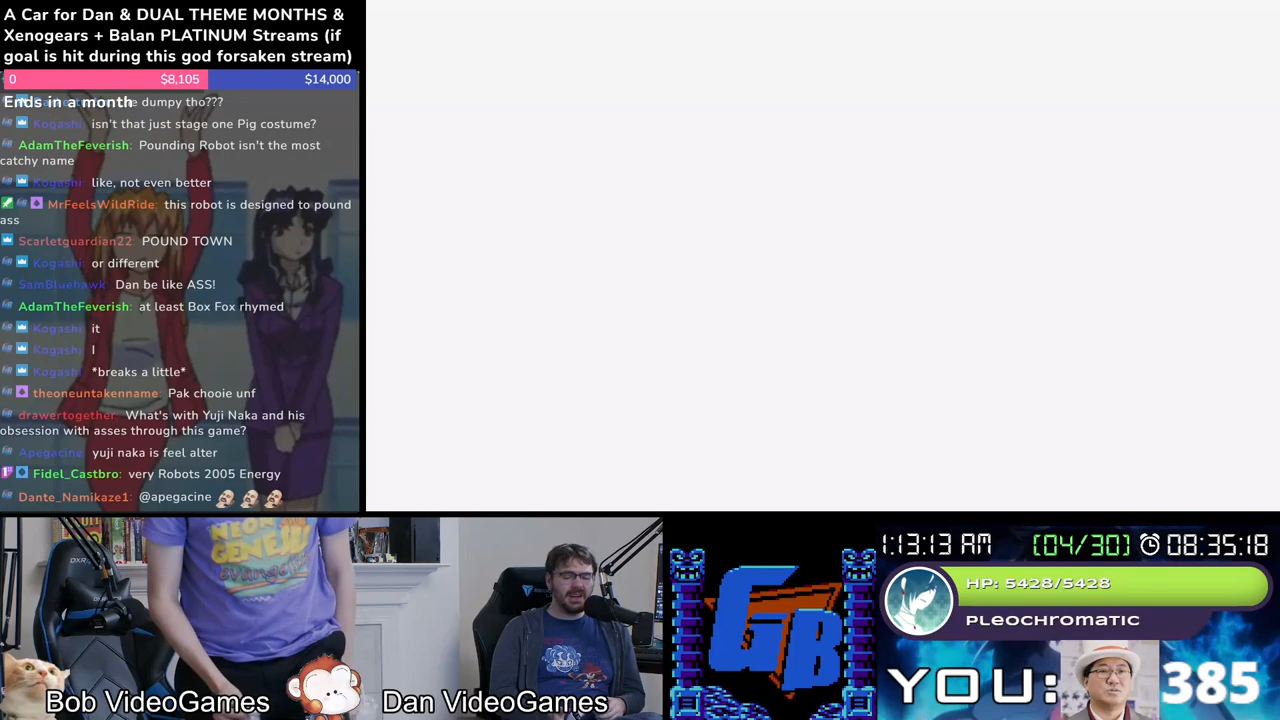 A Car for Dan & DUAL THEME MONTHS &
Xenogears + Balan PLATINUM Streams (if
goal is hit during this god forsaken stream)
0 $8,105 $14,000
Ends in a month
dumpy tho???
Kogashi: isn't that just stage one Pig costume?
AdamTheFeverish: Pounding Robot isn't the most
catchy name
Kogashi: like, not even better
MrFeelsWildRide: this robot is designed to pound
ass
Scarletguardian22: POUND TOWN
Kogashi: or different
SamBluehawk: Dan be like ASS!
AdamTheFeverish: at least Box Fox rhymed
Kogashi: it
Kogashi: I
Kogashi: *breaks a little*
theoneuntakenname: Pak chooie unf
drawertogether: What's with Yuji Naka and his
obsession with asses through this game?
Apegacine: yuji naka is feel alter
Fidel_Castbro: very Robots 2005 Energy
Dante_Namikaze1: @apegacine
NEON
GENESIS
EVANGELION
DXR
Bob VideoGames
Dan VideoGames
GB
1:13:13 AM [04/30] 08:35:18
HP: 5428/5428
Pleochromatic
YOU: 385